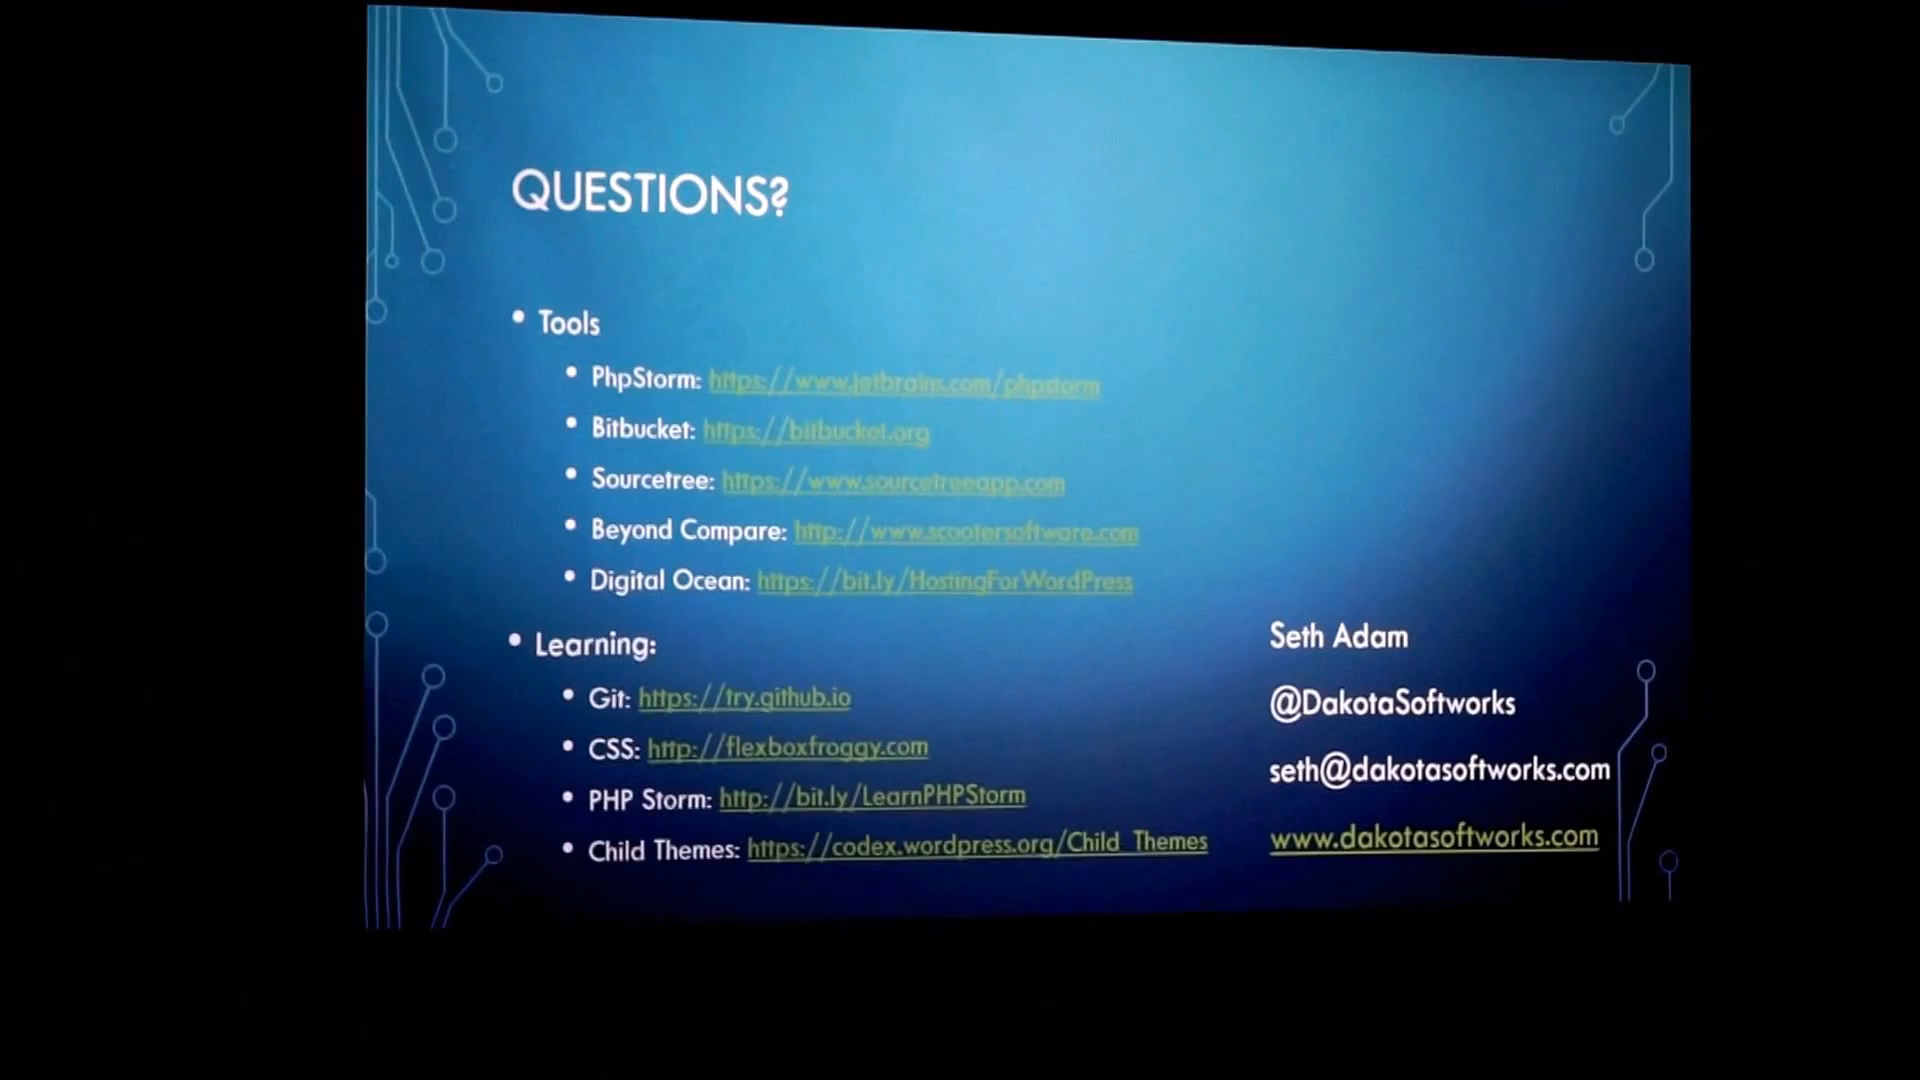 QUESTIONS?
• Tools
• PhpStorm: https://www.jetbrains.com/phpstorm
• Bitbucket: https://bitbucket.org
• Sourcetree: https://www.sourcetreeapp.com
• Beyond Compare: http://www.scootersoftware.com
• Digital Ocean: https://bit.ly/HostingForWordPress
• Learning:
• Git: https://try.github.io
• CSS: http://flexboxfroggy.com
• PHP Storm: http://bit.ly/LearnPHPStorm
• Child Themes: https://codex.wordpress.org/Child_Themes
Seth Adam
@DakotaSoftworks
seth@dakotasoftworks.com
www.dakotasoftworks.com